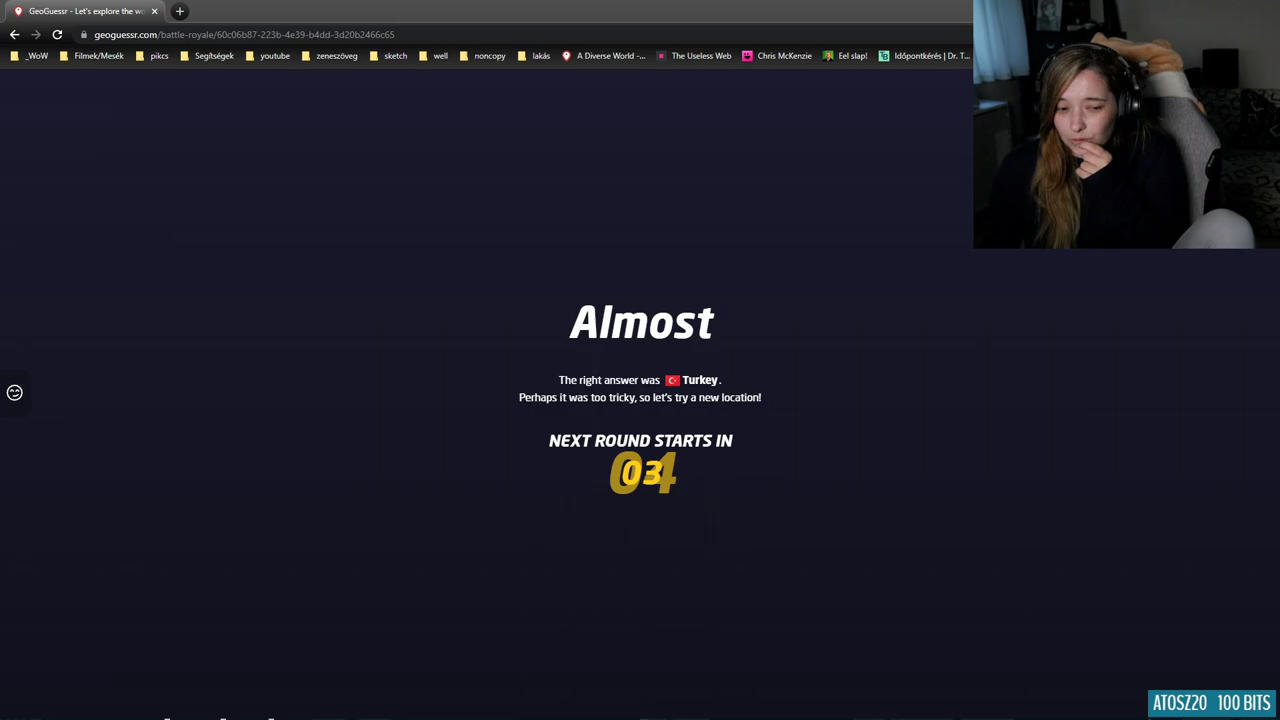 GeoGuessr - Let's explore the wo
geoguessr.com/battle-royale/60c06b87-223b-4e39-b4dd-3d20b2466c65
_WoW Filmek/Mesék pikcs Segítségek youtube zeneszöveg sketch well noncopy lakás A Diverse World -... The Useless Web Chris McKenzie Eel slap! Időpontkérés | Dr. T...
Almost
The right answer was Turkey.
Perhaps it was too tricky, so let's try a new location!
NEXT ROUND STARTS IN
04
03
ATOSZ20 100 BITS